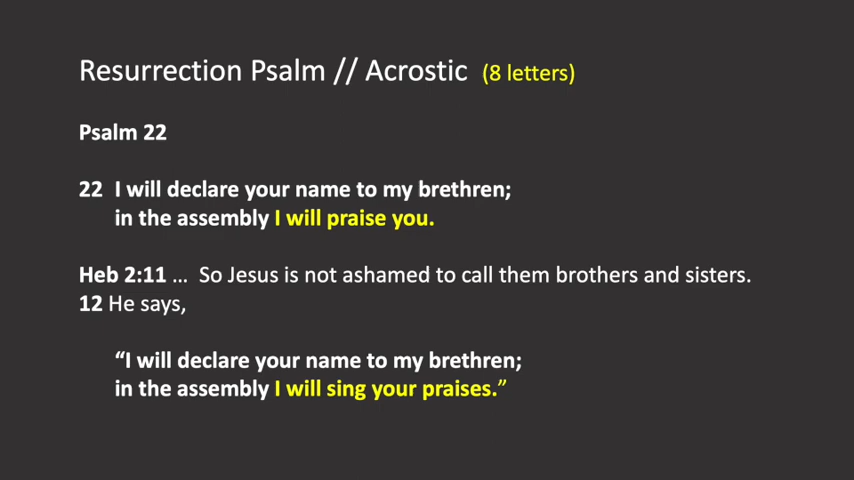 Resurrection Psalm // Acrostic (8 letters)
Psalm 22
22 I will declare your name to my brethren;
in the assembly I will praise you.
Heb 2:11 … So Jesus is not ashamed to call them brothers and sisters.
12 He says,
“I will declare your name to my brethren;
in the assembly I will sing your praises.”